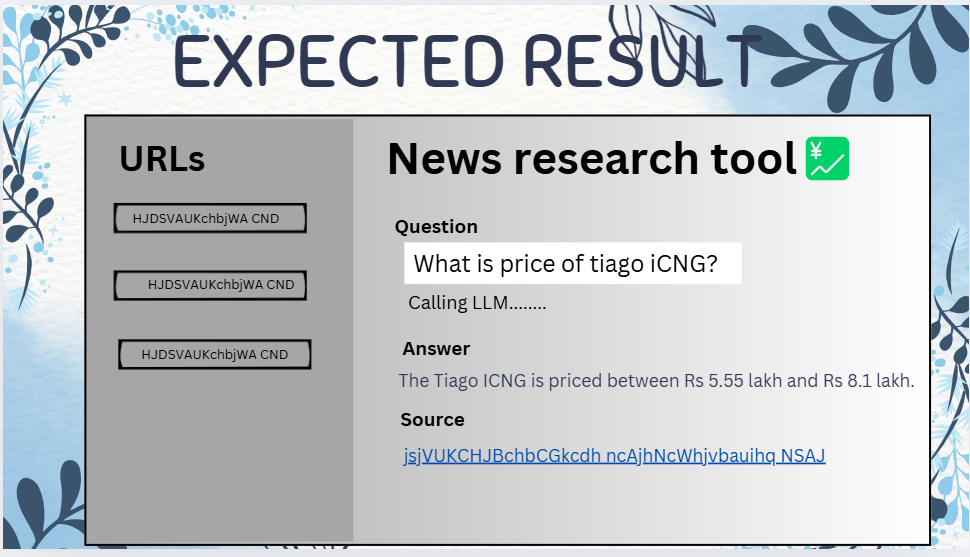 EXPECTED RESULT
URLs
HJDSVAUKchbjWA CND
HJDSVAUKchbjWA CND
HJDSVAUKchbjWA CND
News research tool 💹
Question
What is price of tiago iCNG?
Calling LLM........
Answer
The Tiago ICNG is priced between Rs 5.55 lakh and Rs 8.1 lakh.
Source
jsjVUKCHJBchbCGkcdh ncAjhNcWhjvbauihq NSAJ